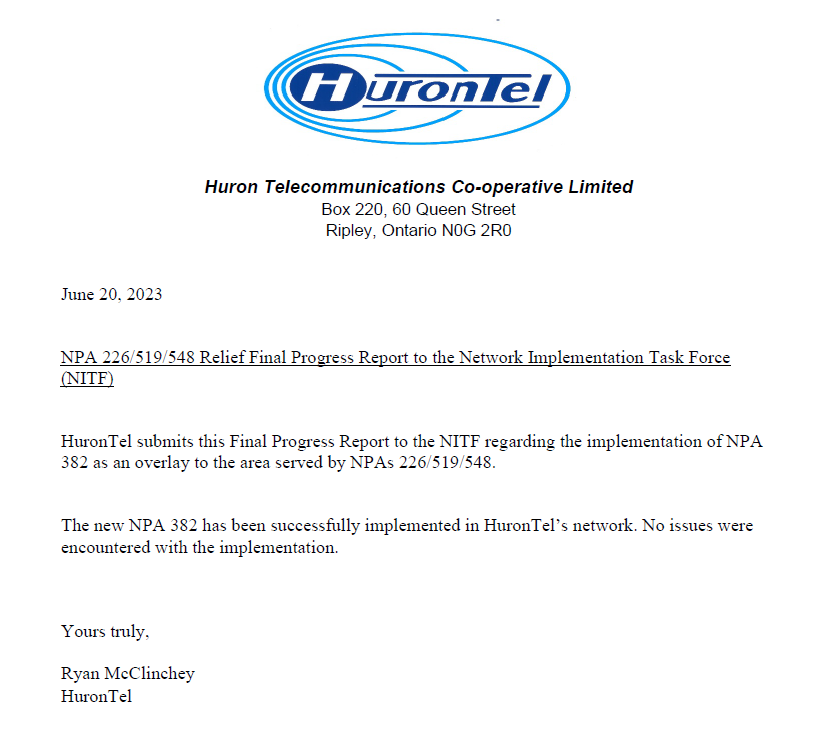 HuronTel
Huron Telecommunications Co-operative Limited
Box 220, 60 Queen Street
Ripley, Ontario N0G 2R0
June 20, 2023
NPA 226/519/548 Relief Final Progress Report to the Network Implementation Task Force
(NITF)
HuronTel submits this Final Progress Report to the NITF regarding the implementation of NPA
382 as an overlay to the area served by NPAs 226/519/548.
The new NPA 382 has been successfully implemented in HuronTel's network. No issues were
encountered with the implementation.
Yours truly,
Ryan McClinchey
HuronTel